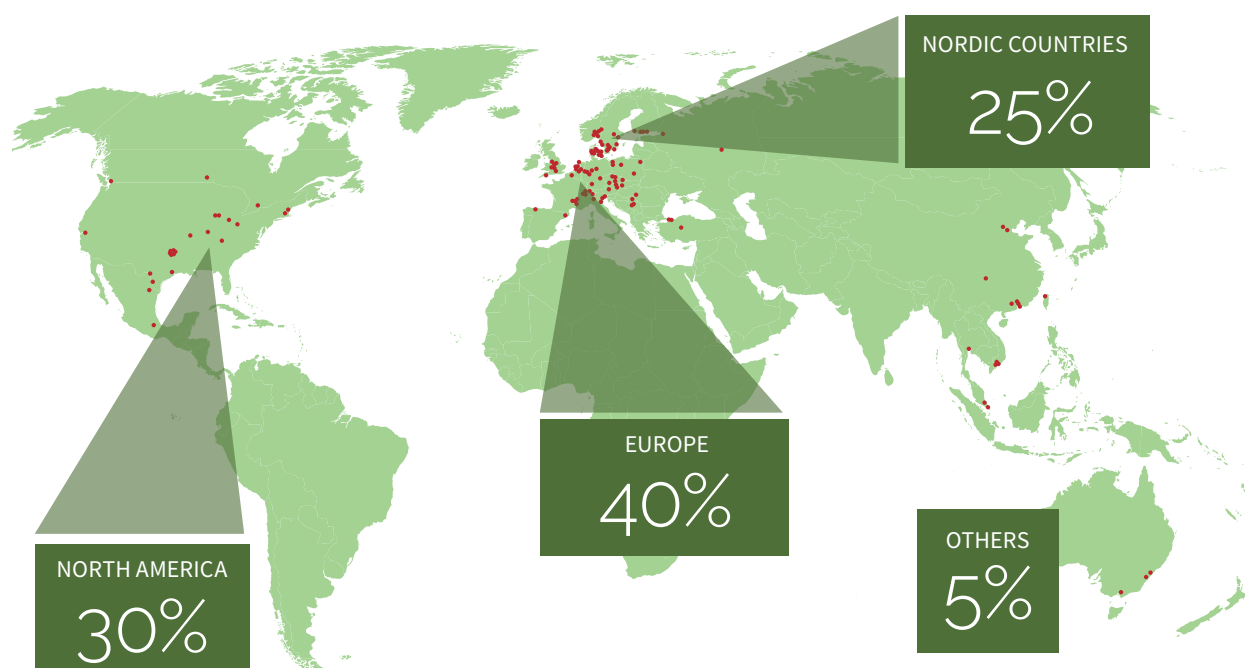 NORDIC COUNTRIES
25%
EUROPE
40%
OTHERS
5%
NORTH AMERICA
30%